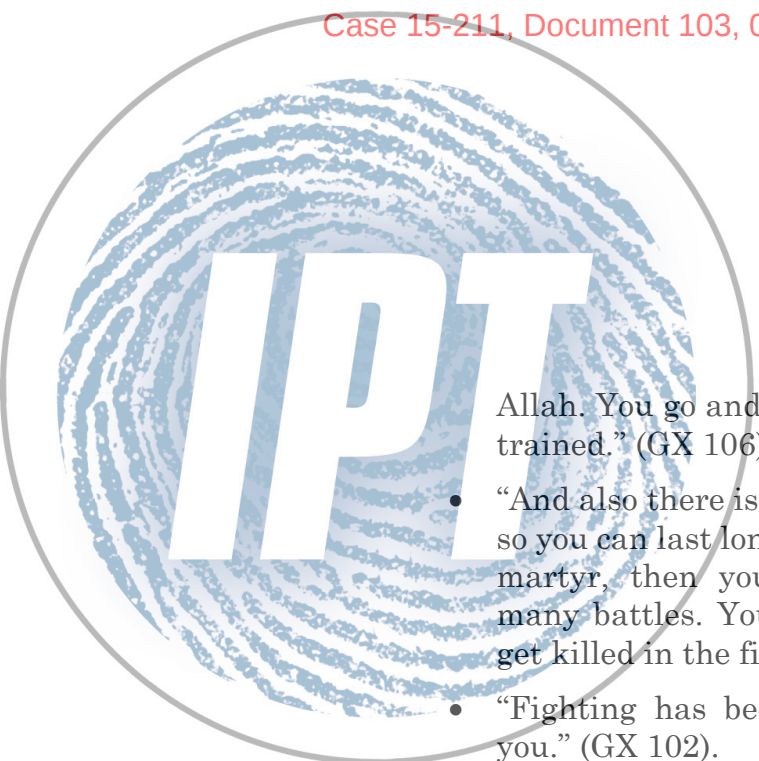 Case 15-211, Document 103, 0
IPT
Allah. You go and
trained.” (GX 106)
• “And also there is
so you can last lon
martyr, then you
many battles. You
get killed in the fi
• “Fighting has be
you.” (GX 102).